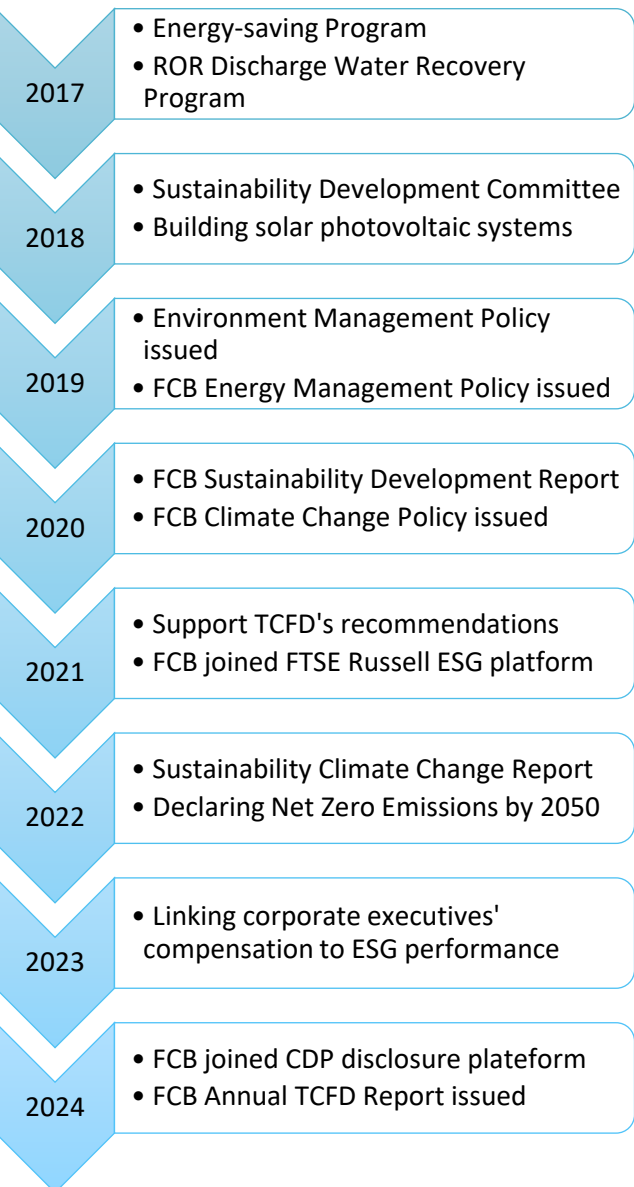 2017
• Energy-saving Program
• ROR Discharge Water Recovery
Program
2018
• Sustainability Development Committee
• Building solar photovoltaic systems
2019
• Environment Management Policy
issued
• FCB Energy Management Policy issued
2020
• FCB Sustainability Development Report
• FCB Climate Change Policy issued
2021
• Support TCFD's recommendations
• FCB joined FTSE Russell ESG platform
2022
• Sustainability Climate Change Report
• Declaring Net Zero Emissions by 2050
2023
• Linking corporate executives'
compensation to ESG performance
2024
• FCB joined CDP disclosure plateform
• FCB Annual TCFD Report issued